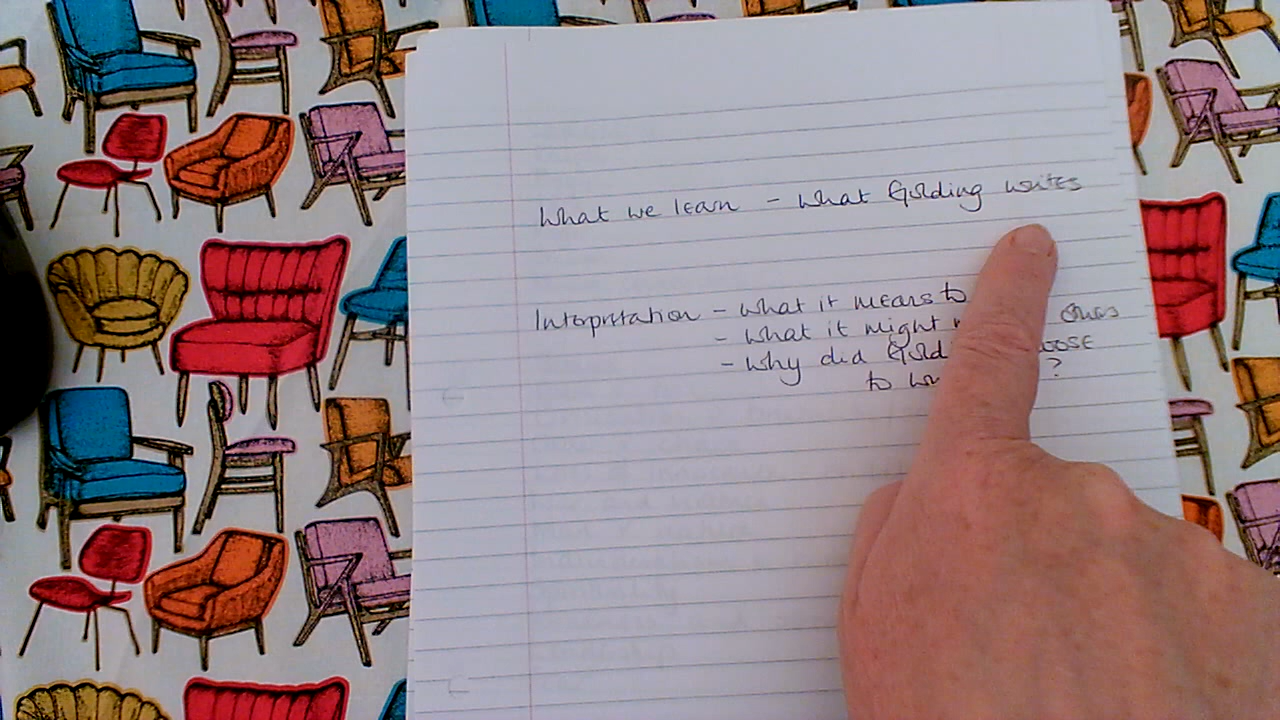 What we learn - what Golding writes
Interpretation - what it means to
- what it might
- Why did
to
?